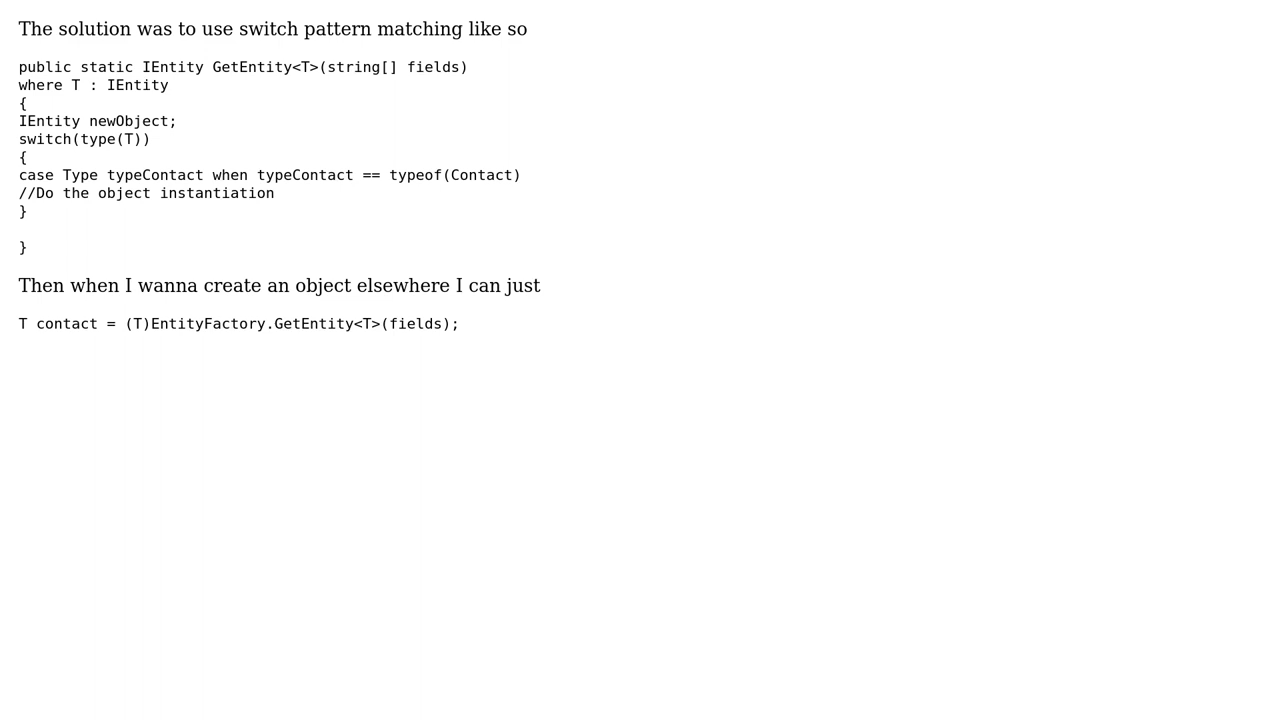 The solution was to use switch pattern matching like so
public static IEntity GetEntity<T>(string[] fields)
where T : IEntity
{
IEntity newObject;
switch(type(T))
{
case Type typeContact when typeContact == typeof(Contact)
//Do the object instantiation
}
}
Then when I wanna create an object elsewhere I can just
T contact = (T)EntityFactory.GetEntity<T>(fields);